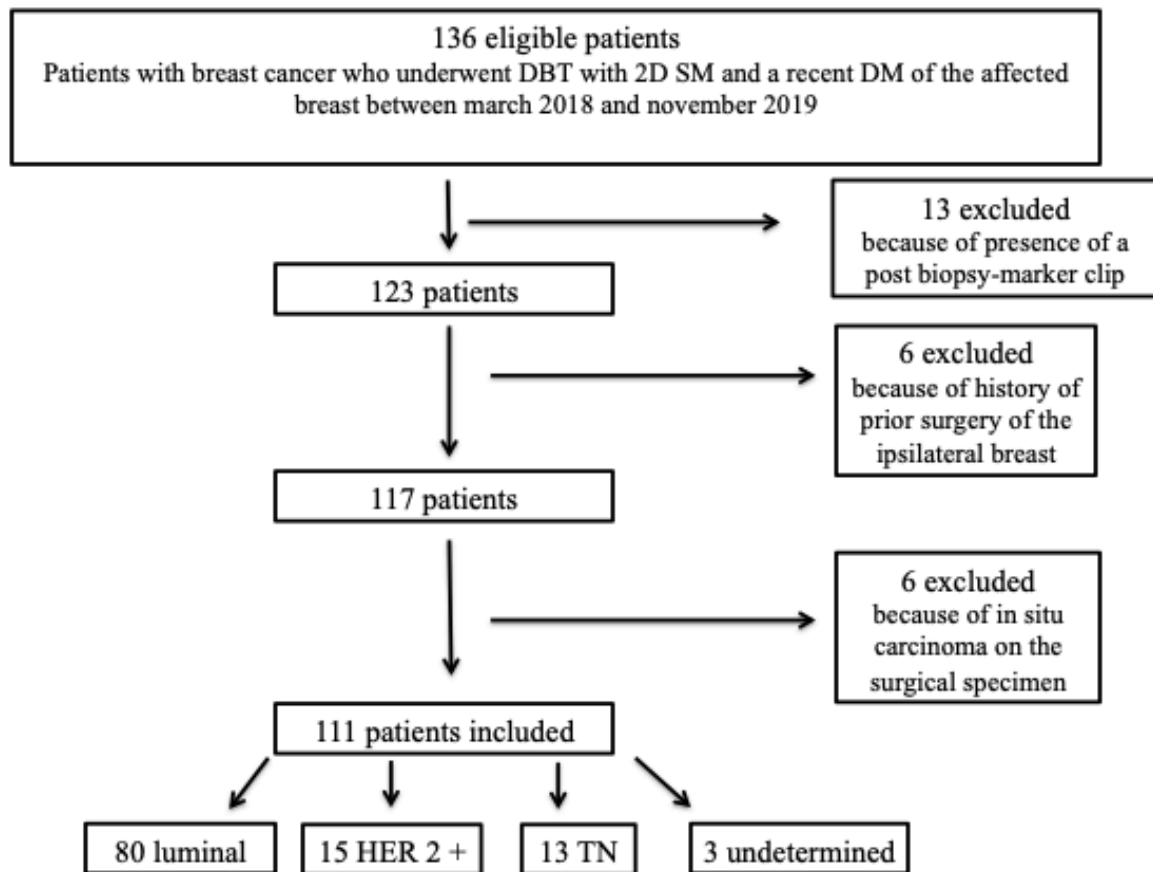 136 eligible patients
Patients with breast cancer who underwent DBT with 2D SM and a recent DM of the affected
breast between march 2018 and november 2019
13 excluded
because of presence of a
post biopsy-marker clip
123 patients
6 excluded
because of history of
prior surgery of the
ipsilateral breast
117 patients
6 excluded
because of in situ
carcinoma on the
surgical specimen
111 patients included
80 luminal
15 HER 2 +
13 TN
3 undetermined